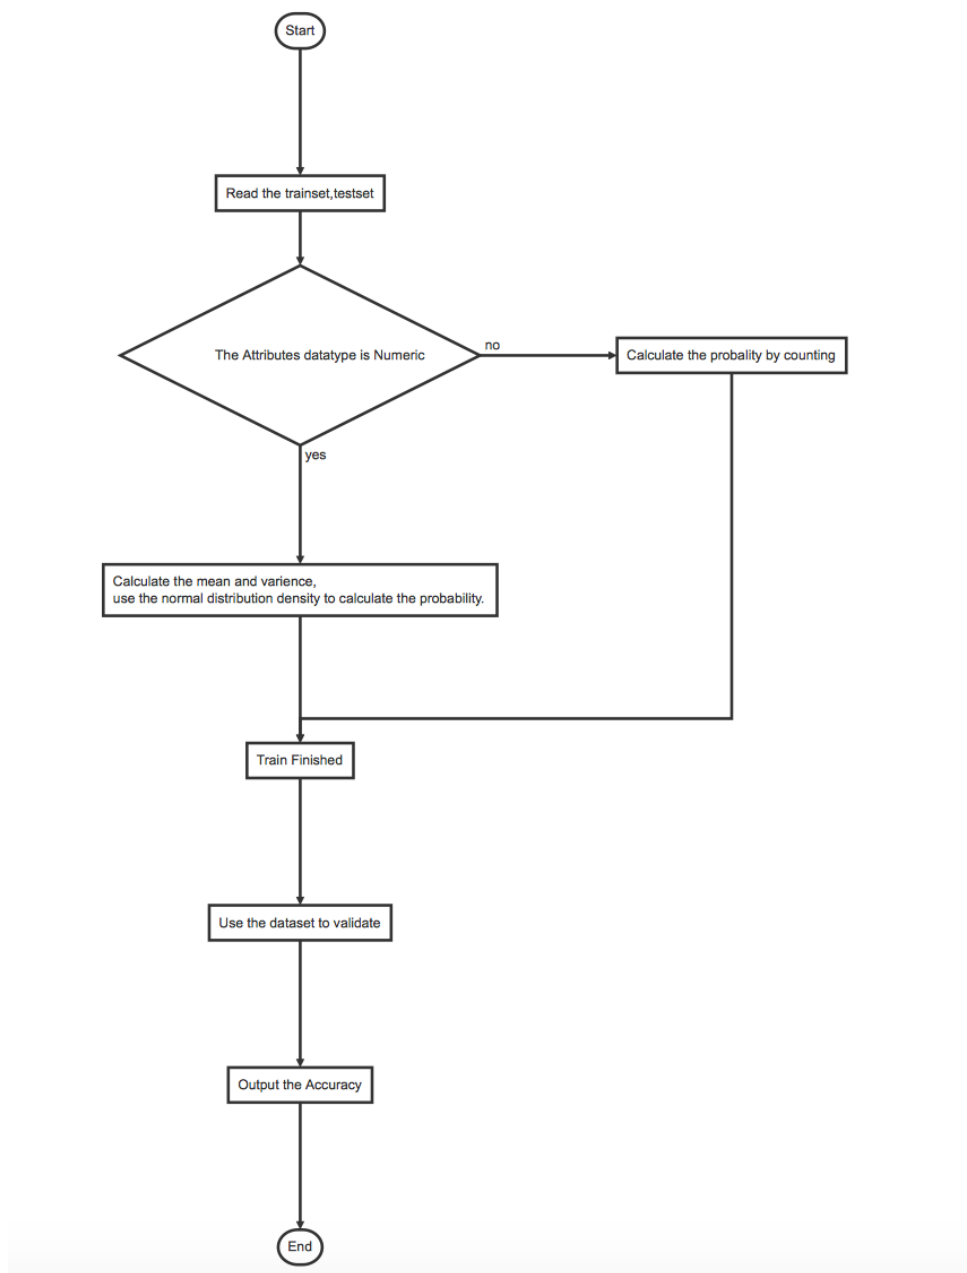 Start
Read the trainset,testset
The Attributes datatype is Numeric
no
Calculate the probality by counting
yes
Calculate the mean and varience,
use the normal distribution density to calculate the probability.
Train Finished
Use the dataset to validate
Output the Accuracy
End